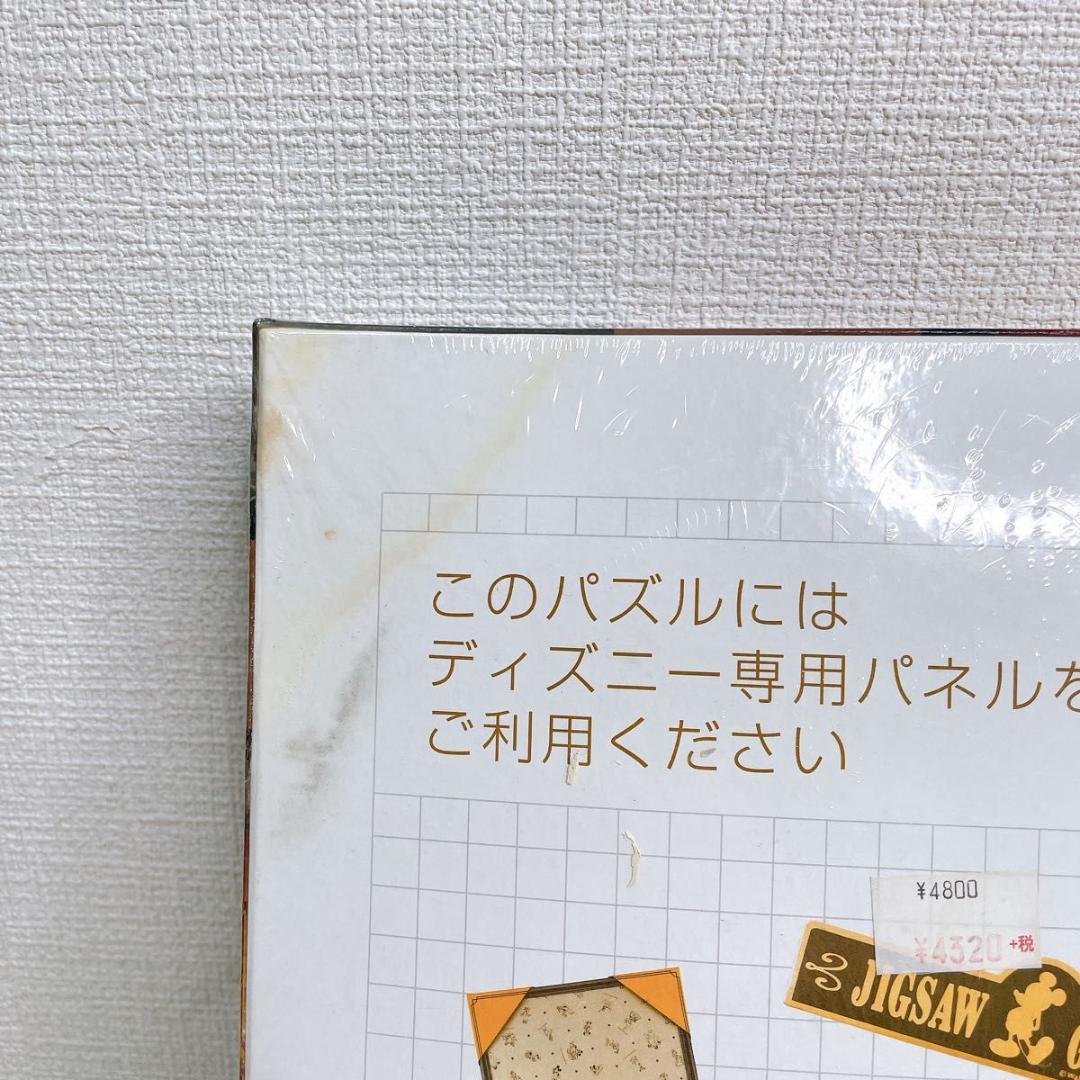 このパズルには
ディズニー専用パネルを
ご利用ください
¥4800
¥4320 +税
JIGSAW